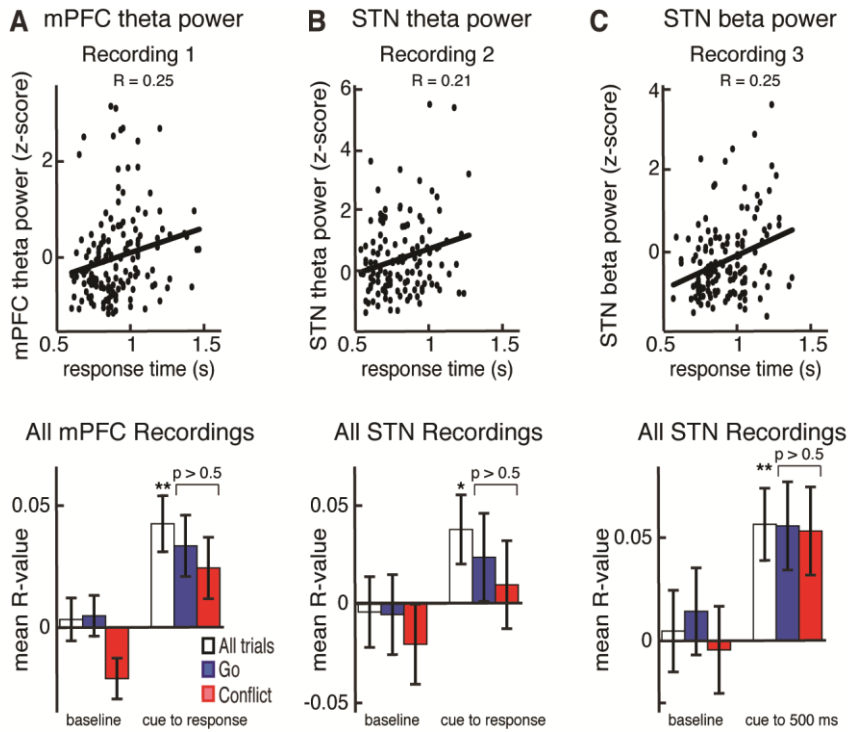 A mPFC theta power
Recording 1
R = 0.25
mPFC theta power (z-score)
2
0
0.5 1 1.5
response time (s)
B STN theta power
Recording 2
R = 0.21
STN theta power (z-score)
6
4
2
0
0.5 1 1.5
response time (s)
C STN beta power
Recording 3
R = 0.25
STN beta power (z-score)
4
2
0
0.5 1 1.5
response time (s)
All mPFC Recordings
p > 0.5
**
mean R-value
0.05
0
All trials
Go
Conflict
baseline cue to response
All STN Recordings
p > 0.5
*
mean R-value
0.05
0
-0.05
baseline cue to response
All STN Recordings
p > 0.5
**
mean R-value
0.05
0
baseline cue to 500 ms